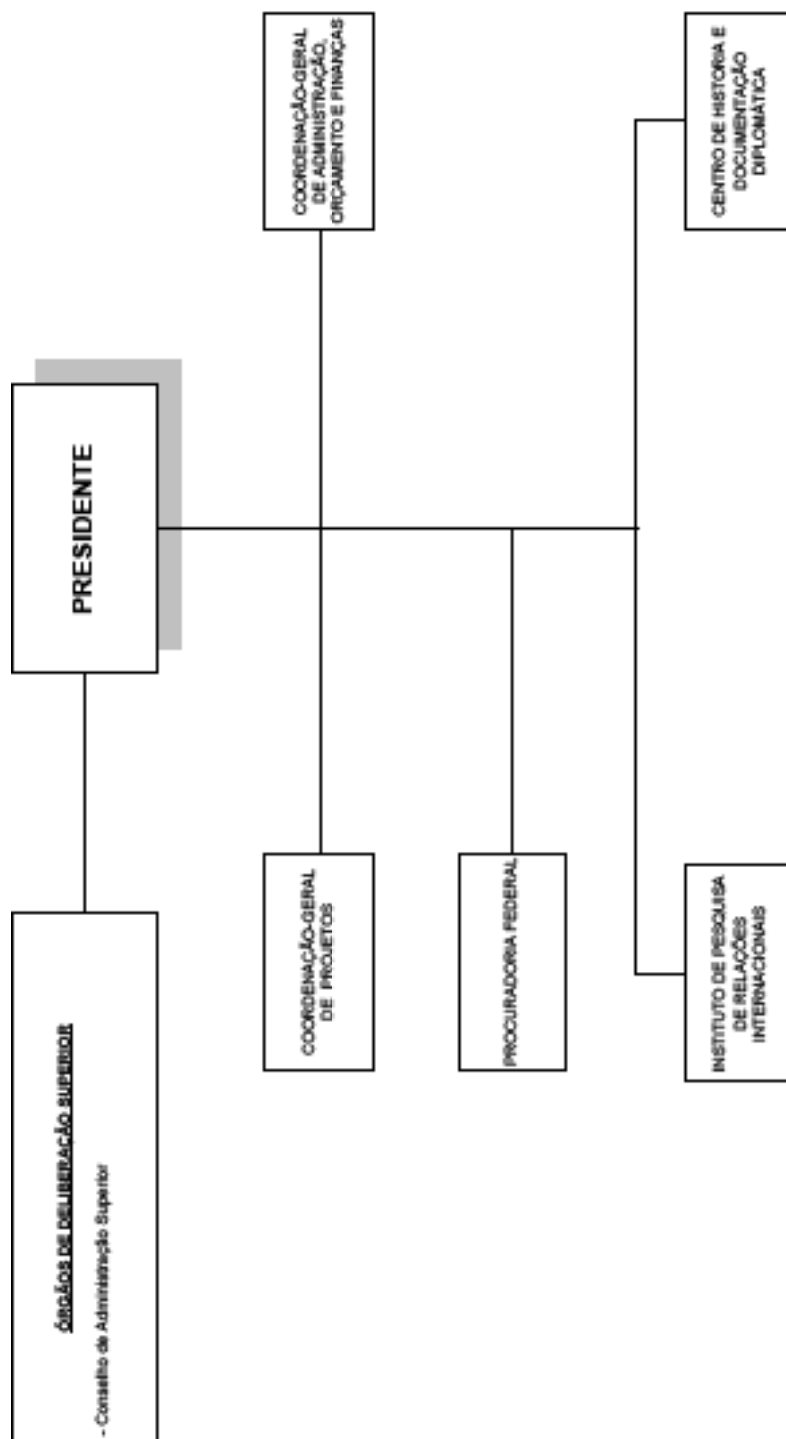 ÓRGÃOS DE DELIBERAÇÃO SUPERIOR
- Conselho de Administração Superior
PRESIDENTE
COORDENAÇÃO-GERAL
DE PROJETOS
COORDENAÇÃO-GERAL
DE ADMINISTRAÇÃO,
ORÇAMENTO E FINANÇAS
PROCURADORIA FEDERAL
INSTITUTO DE PESQUISA
DE RELAÇÕES
INTERNACIONAIS
CENTRO DE HISTORIA E
DOCUMENTAÇÃO
DIPLOMÁTICA